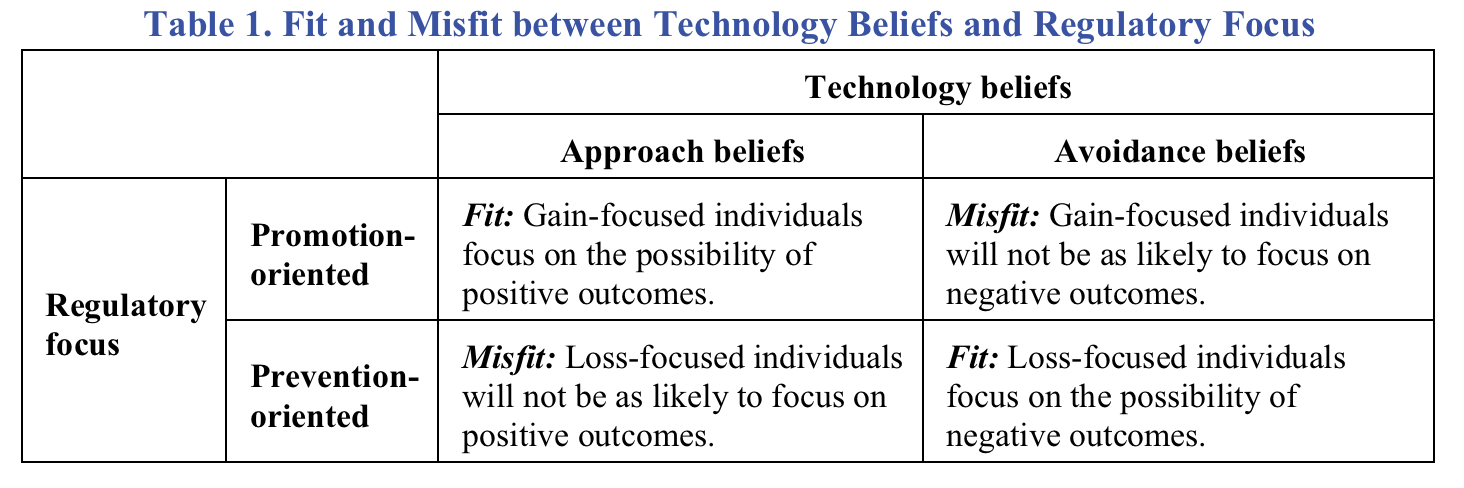 Table 1. Fit and Misfit between Technology Beliefs and Regulatory Focus
Technology beliefs
Approach beliefs
Avoidance beliefs
Regulatory
focus
Promotion-
oriented
Fit: Gain-focused individuals
focus on the possibility of
positive outcomes.
Misfit: Gain-focused individuals
will not be as likely to focus on
negative outcomes.
Prevention-
oriented
Misfit: Loss-focused individuals
will not be as likely to focus on
positive outcomes.
Fit: Loss-focused individuals
focus on the possibility of
negative outcomes.